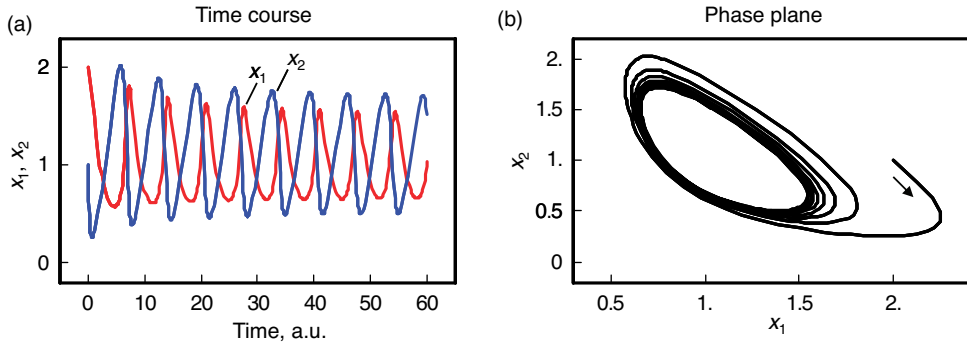 (a)
Time course
x₁, x₂
2
1
0
x₁
x₂
0 10 20 30 40 50 60
Time, a.u.
(b)
Phase plane
x₂
2.
1.5
1.0
0.5
0
0.5 1. 1.5 2.
x₁